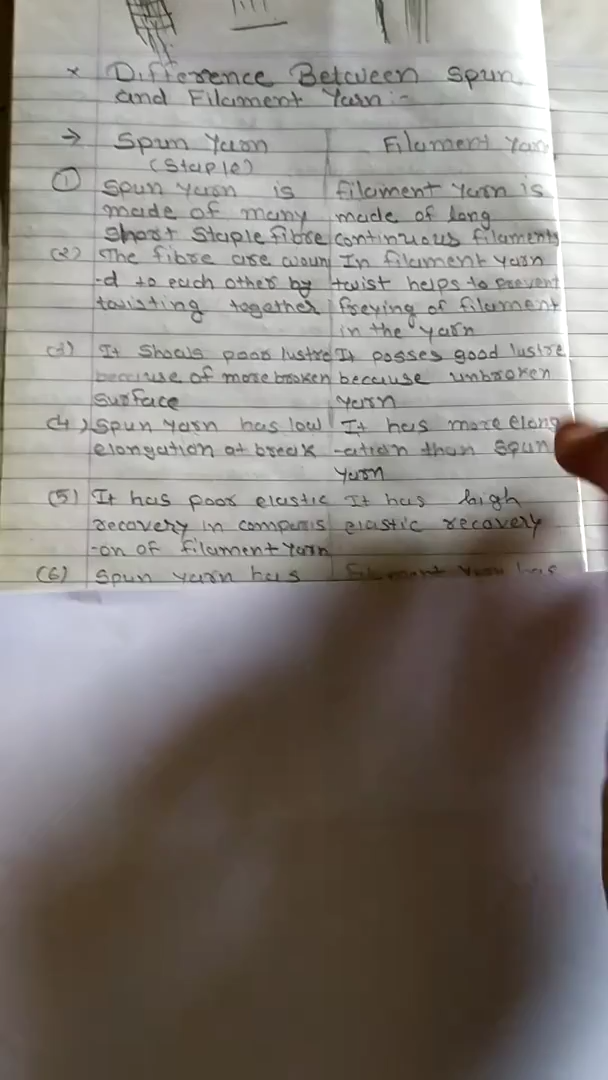 x Difference Between Spun
and Filament Yarn :-
→ Spun Yarn Filament Yarn
(Staple)
① Spun yarn is filament yarn is
made of many made of long
Short Staple fibre continuous filaments
(2) The fibre are woun In filament yarn
-d to each other by twist helps to prevent
twisting together freying of filament
in the yarn
(3) It Shows poor lustre It posses good lustre
because of more broken because unbroken
Surface yarn
(4) Spun yarn has low It has more elong
elongation at break -ation than Spun
yarn
(5) It has poor elastic It has high
recovery in comparis elastic recovery
-on of filament yarn
(6) Spun yarn has filament yarn has